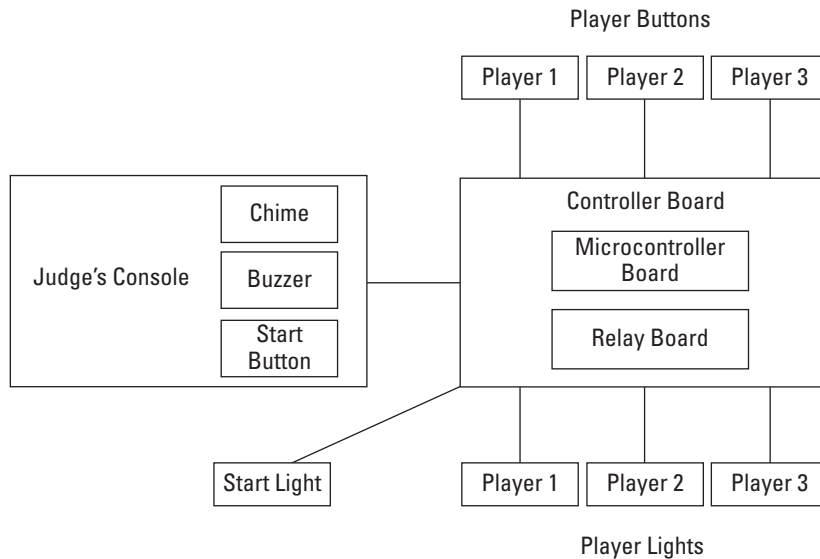 Player Buttons
Player 1
Player 2
Player 3
Controller Board
Chime
Microcontroller
Board
Judge's Console
Buzzer
Relay Board
Start
Button
Start Light
Player 1
Player 2
Player 3
Player Lights